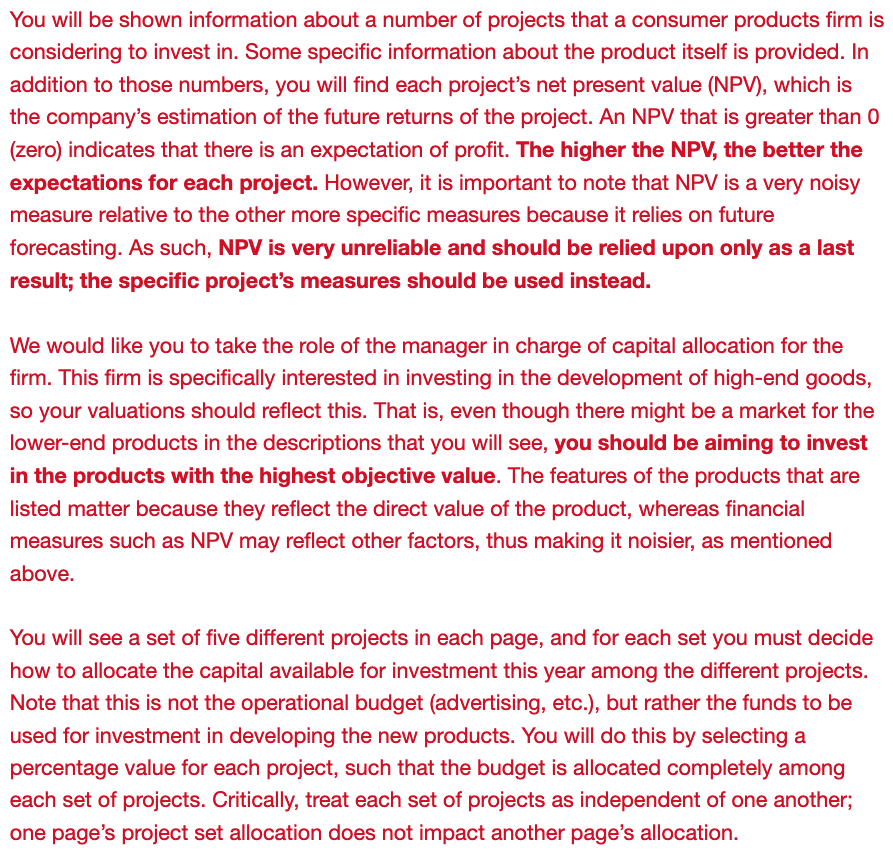 You will be shown information about a number of projects that a consumer products firm is
considering to invest in. Some specific information about the product itself is provided. In
addition to those numbers, you will find each project’s net present value (NPV), which is
the company’s estimation of the future returns of the project. An NPV that is greater than 0
(zero) indicates that there is an expectation of profit. The higher the NPV, the better the
expectations for each project. However, it is important to note that NPV is a very noisy
measure relative to the other more specific measures because it relies on future
forecasting. As such, NPV is very unreliable and should be relied upon only as a last
result; the specific project’s measures should be used instead.
We would like you to take the role of the manager in charge of capital allocation for the
firm. This firm is specifically interested in investing in the development of high-end goods,
so your valuations should reflect this. That is, even though there might be a market for the
lower-end products in the descriptions that you will see, you should be aiming to invest
in the products with the highest objective value. The features of the products that are
listed matter because they reflect the direct value of the product, whereas financial
measures such as NPV may reflect other factors, thus making it noisier, as mentioned
above.
You will see a set of five different projects in each page, and for each set you must decide
how to allocate the capital available for investment this year among the different projects.
Note that this is not the operational budget (advertising, etc.), but rather the funds to be
used for investment in developing the new products. You will do this by selecting a
percentage value for each project, such that the budget is allocated completely among
each set of projects. Critically, treat each set of projects as independent of one another;
one page’s project set allocation does not impact another page’s allocation.